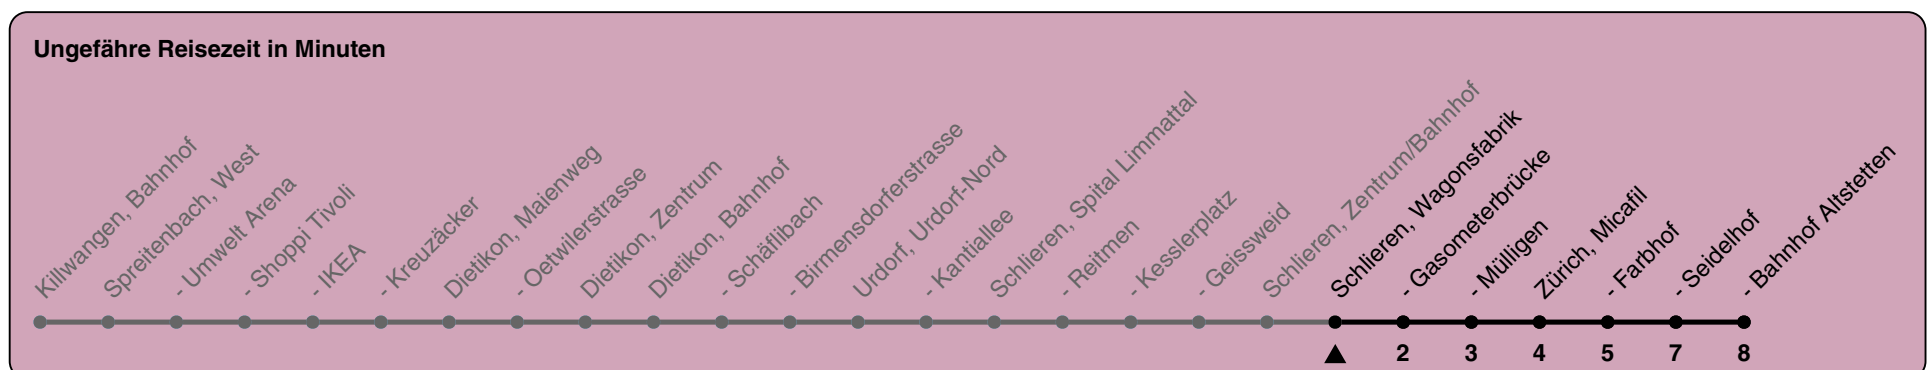 Ungefähre Reisezeit in Minuten
Killwangen, Bahnhof
Spreitenbach, West
- Umwelt Arena
- Shoppi Tivoli
- IKEA
- Kreuzäcker
Dietikon, Maienweg
- Oetwilerstrasse
Dietikon, Zentrum
Dietikon, Bahnhof
- Schäflibach
- Birmensdorferstrasse
Urdorf, Urdorf-Nord
- Kantiallee
Schlieren, Spital Limmattal
- Reitmen
- Kesslerplatz
- Geissweid
Schlieren, Zentrum/Bahnhof
Schlieren, Wagonsfabrik
- Gasometerbrücke
- Mülligen
Zürich, Micafil
- Farbhof
- Seidelhof
- Bahnhof Altstetten
2 3 4 5 7 8